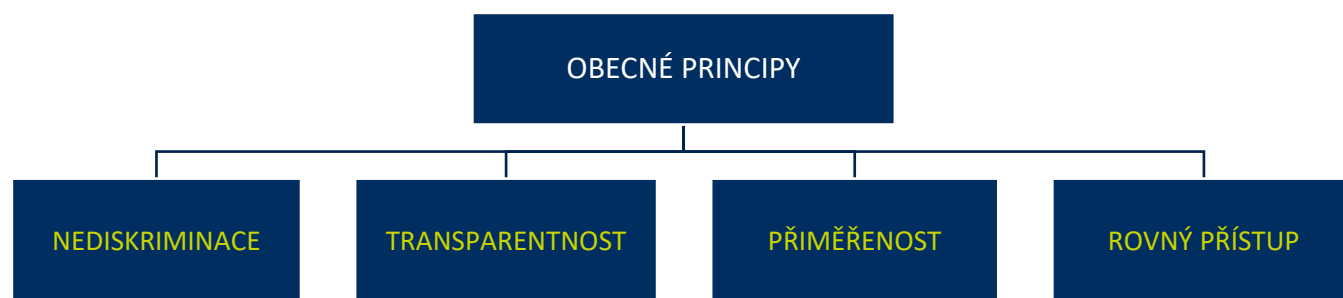 OBECNÉ PRINCIPY
NEDISKRIMINACE
TRANSPARENTNOST
PŘIMĚŘENOST
ROVNÝ PŘÍSTUP